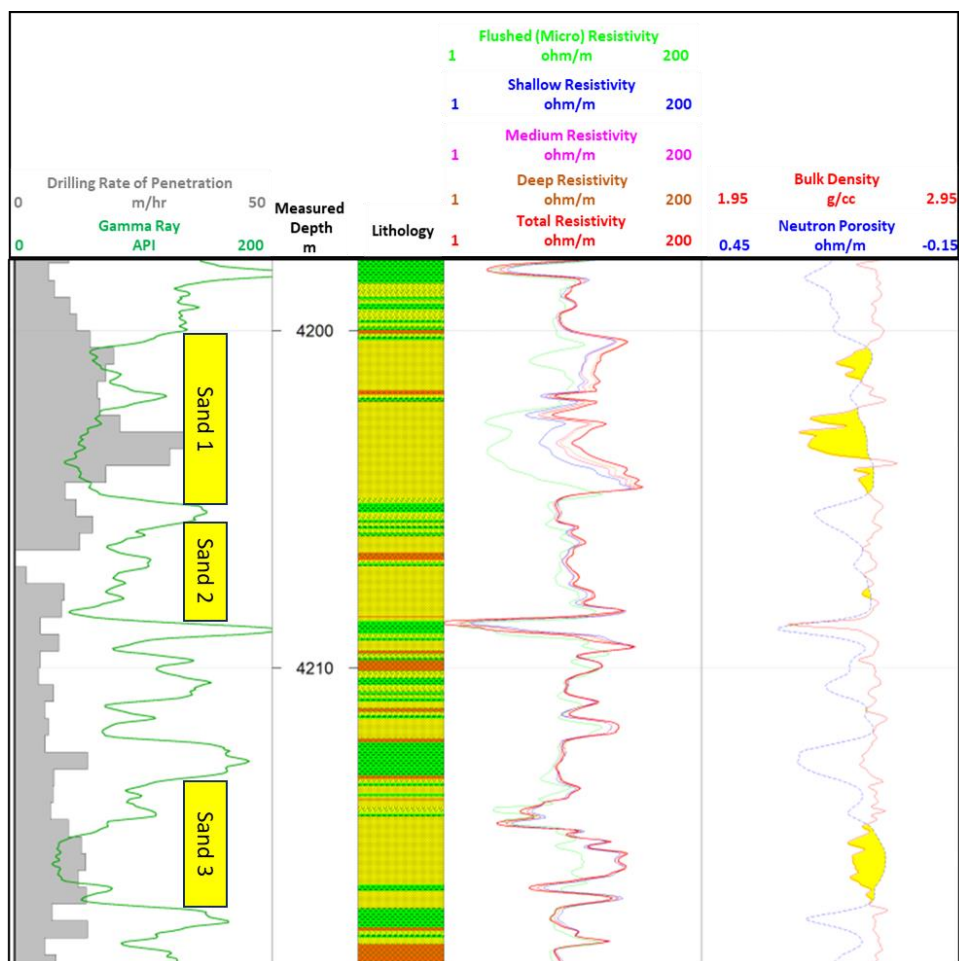 Flushed (Micro) Resistivity
1 ohm/m 200
Shallow Resistivity
1 ohm/m 200
Medium Resistivity
1 ohm/m 200
Drilling Rate of Penetration
0 m/hr 50
Gamma Ray
0 API 200
Measured
Depth
m
Lithology
Deep Resistivity
1 ohm/m 200
Total Resistivity
1 ohm/m 200
Bulk Density
1.95 g/cc 2.95
Neutron Porosity
0.45 ohm/m -0.15
4200
Sand 1
Sand 2
4210
Sand 3